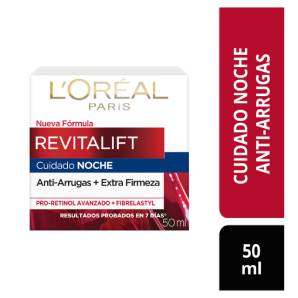 L'ORÉAL
PARIS
Nueva Fórmula
REVITALIFT
Cuidado NOCHE
Anti-Arrugas + Extra Firmeza
PRO-RETINOL AVANZADO + FIBRELASTYL
RESULTADOS PROBADOS EN 7 DÍAS*
50 ml
CUIDADO NOCHE
ANTI-ARRUGAS
50
ml